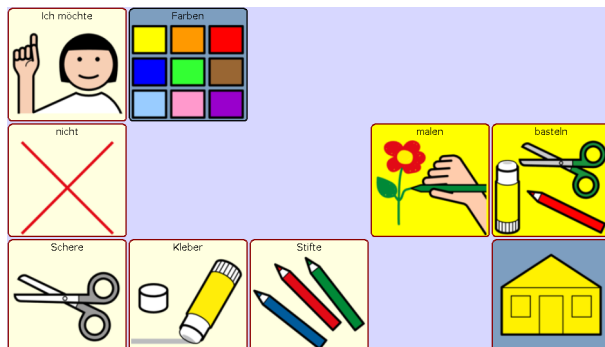 Ich möchte
Farben
nicht
malen
basteln
Schere
Kleber
Stifte